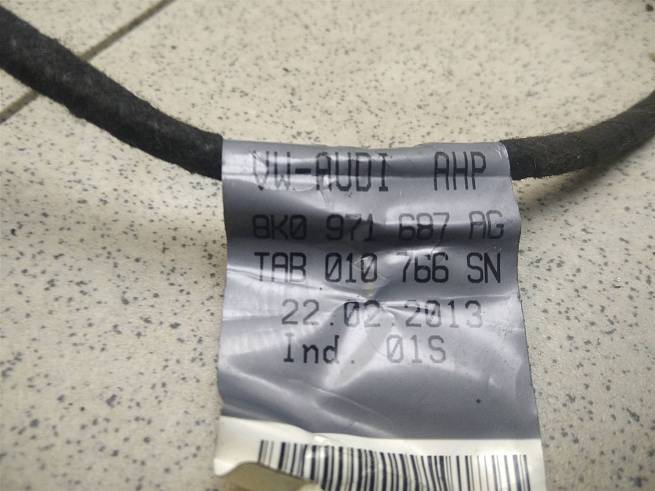 VW-AUDI AHP
8K0 971 687 AG
TAB 010 766 SN
22.02.2013
Ind. 01S